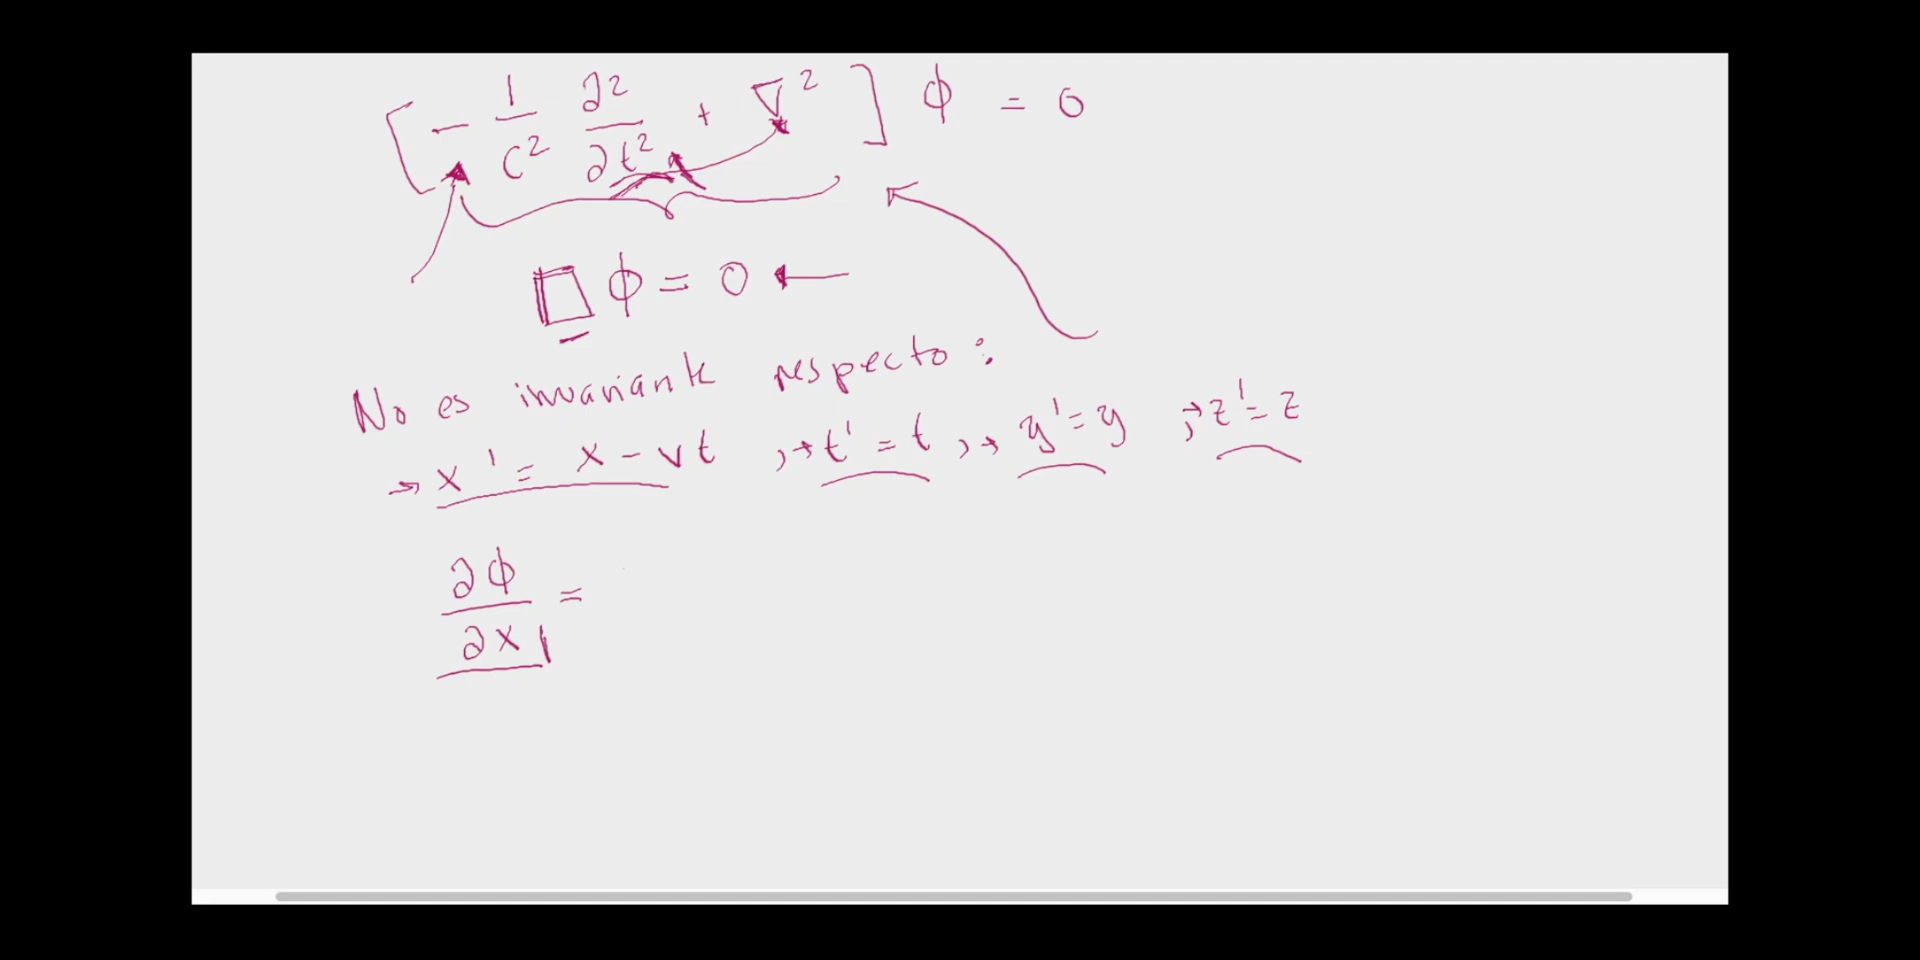 [- 1/c² ∂²/∂t² + ∇²] ϕ = 0
□ ϕ = 0
No es invariante respecto:
→ x' = x - vt , → t' = t , → y' = y ; → z' = z
∂ϕ/∂x' =